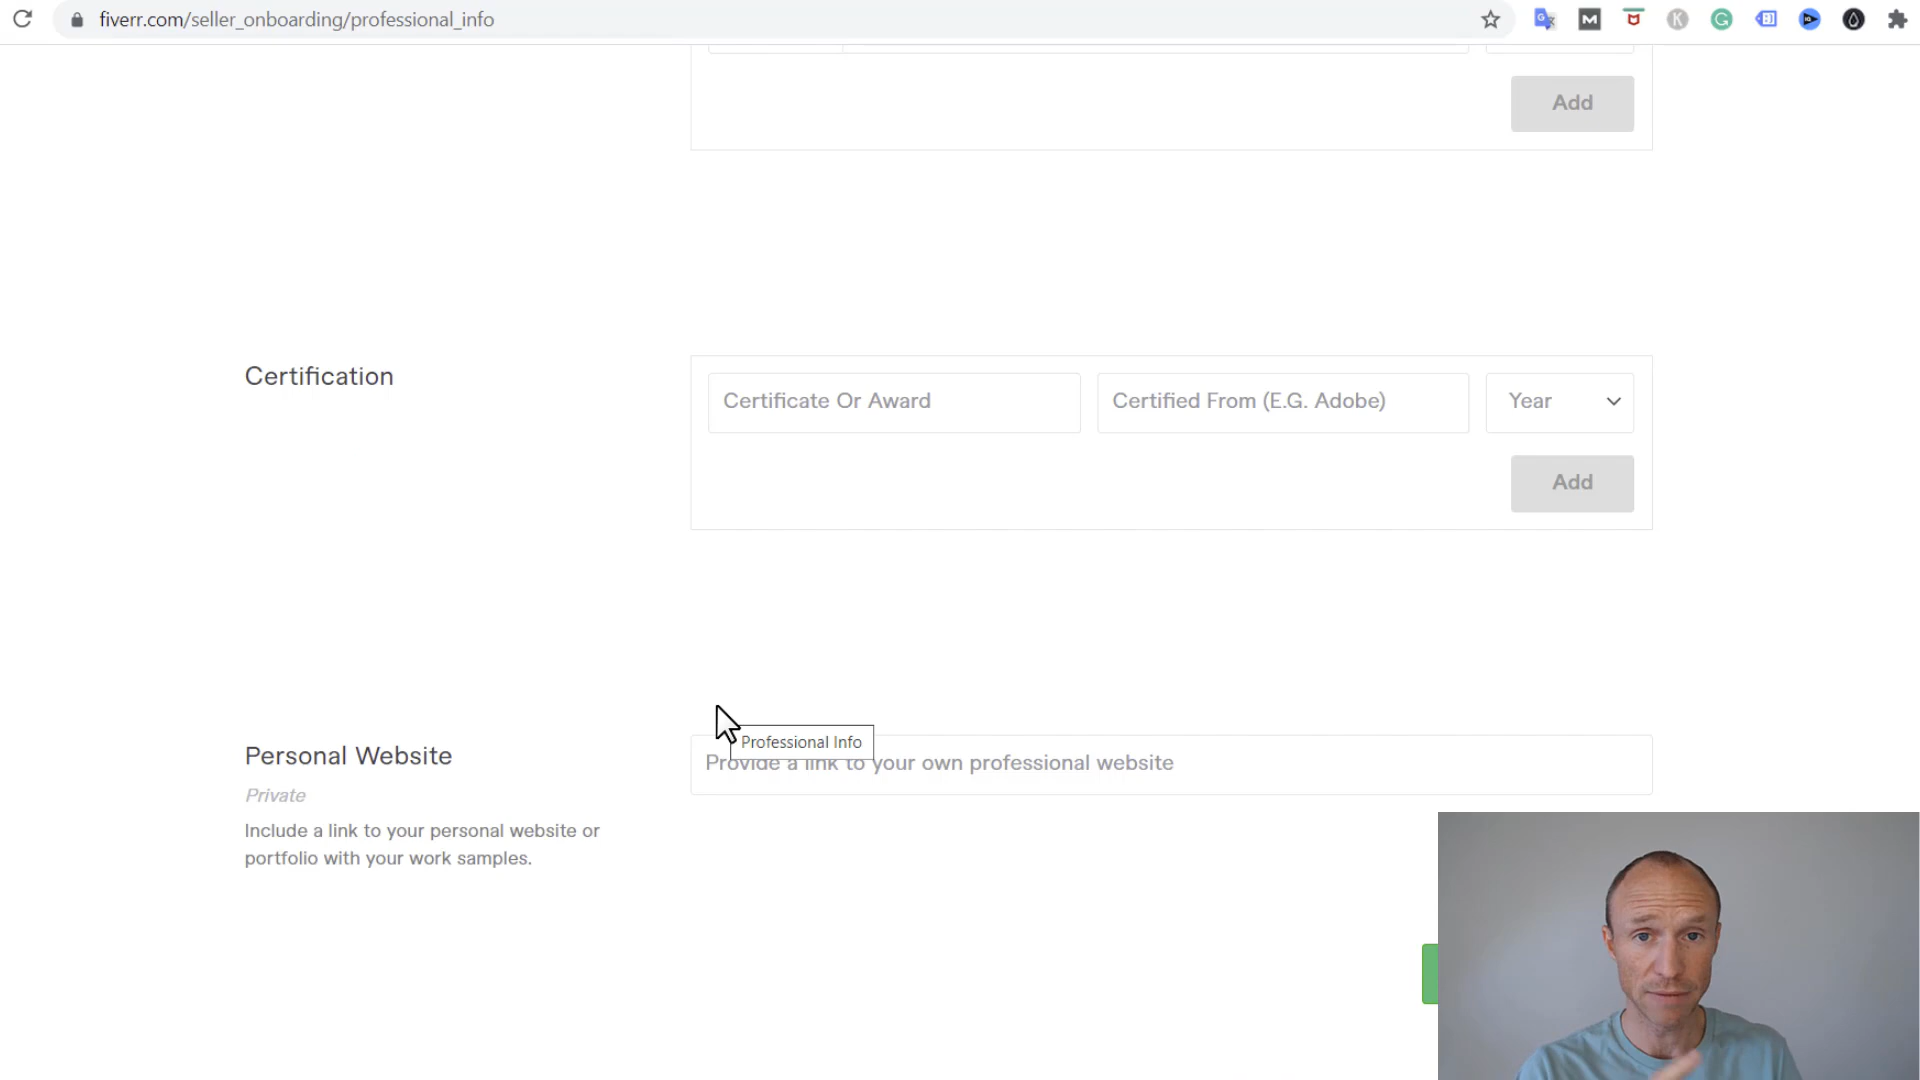 fiverr.com/seller_onboarding/professional_info
Add
Certification
Certificate Or Award
Certified From (E.G. Adobe)
Year
Add
Professional Info
Personal Website
Provide a link to your own professional website
Private
Include a link to your personal website or
portfolio with your work samples.